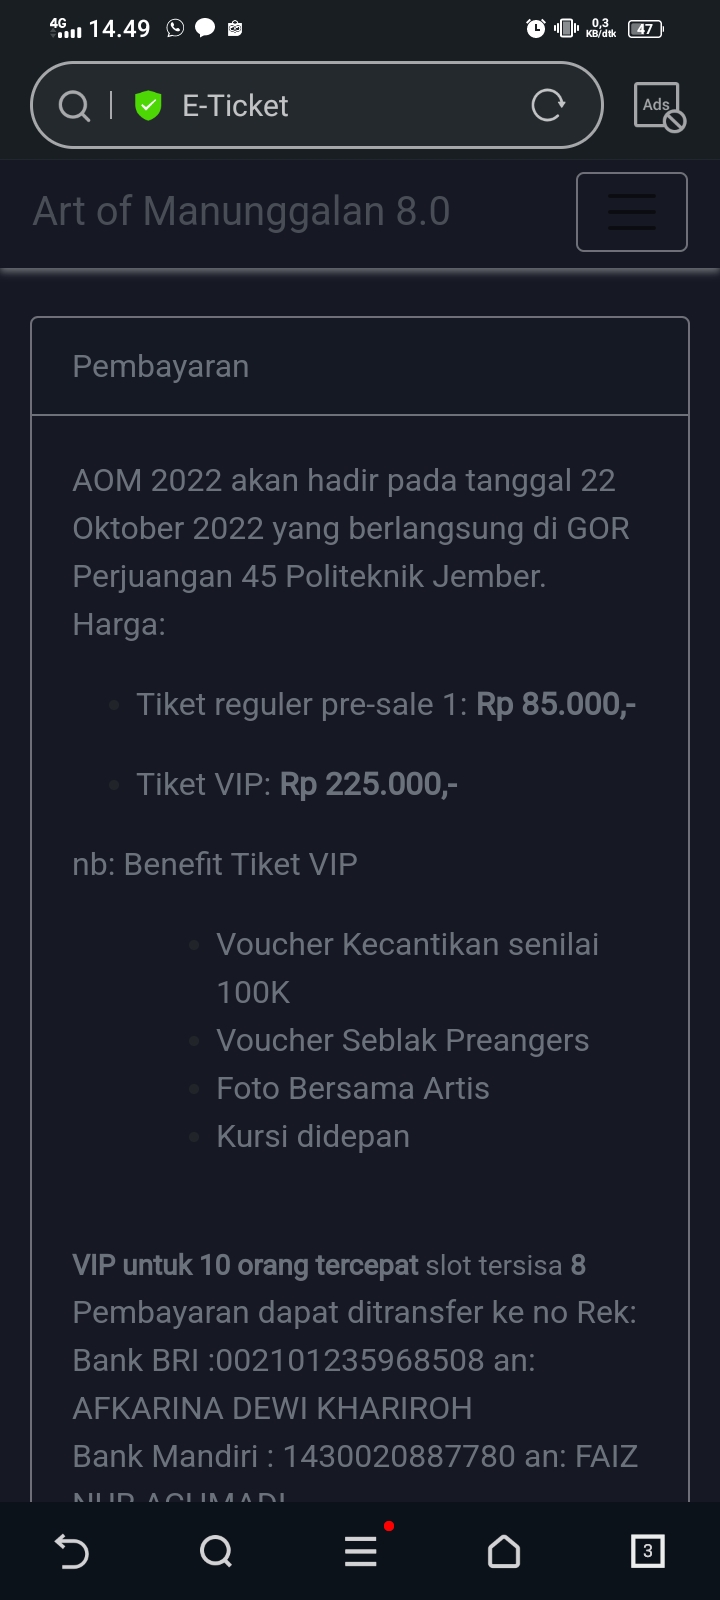 4G 14.49 0,3 KB/dtk 47
E-Ticket Ads
Art of Manunggalan 8.0
Pembayaran
AOM 2022 akan hadir pada tanggal 22
Oktober 2022 yang berlangsung di GOR
Perjuangan 45 Politeknik Jember.
Harga:
Tiket reguler pre-sale 1: Rp 85.000,-
Tiket VIP: Rp 225.000,-
nb: Benefit Tiket VIP
Voucher Kecantikan senilai
100K
Voucher Seblak Preangers
Foto Bersama Artis
Kursi didepan
VIP untuk 10 orang tercepat slot tersisa 8
Pembayaran dapat ditransfer ke no Rek:
Bank BRI :002101235968508 an:
AFKARINA DEWI KHARIROH
Bank Mandiri : 1430020887780 an: FAIZ
NUR ACHMADI
3